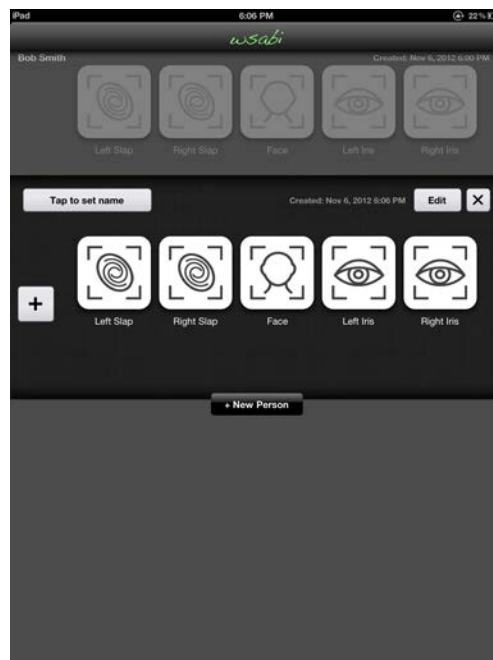 iPad 6:06 PM 22%
wsabi
Bob Smith Created: Nov 6, 2012 6:00 PM
Left Slap Right Slap Face Left Iris Right Iris
Tap to set name Created: Nov 6, 2012 6:06 PM Edit X
+
Left Slap Right Slap Face Left Iris Right Iris
+ New Person